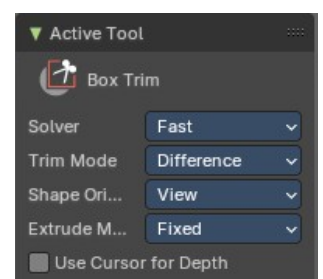 Active Tool
Box Trim
Solver Fast
Trim Mode Difference
Shape Ori... View
Extrude M... Fixed
Use Cursor for Depth